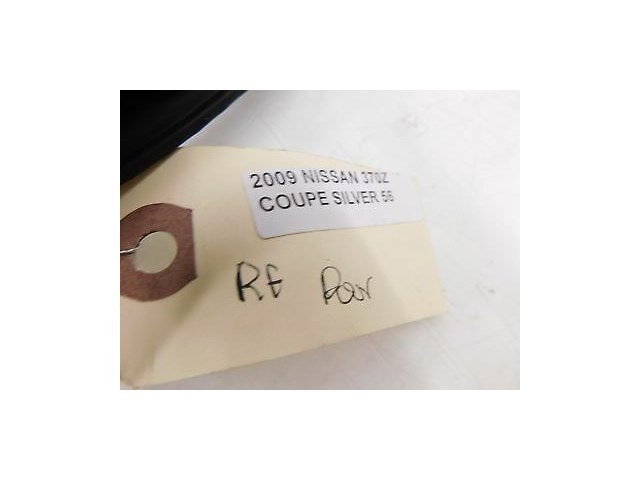 2009 NISSAN 370Z
COUPE SILVER 56
RF Door